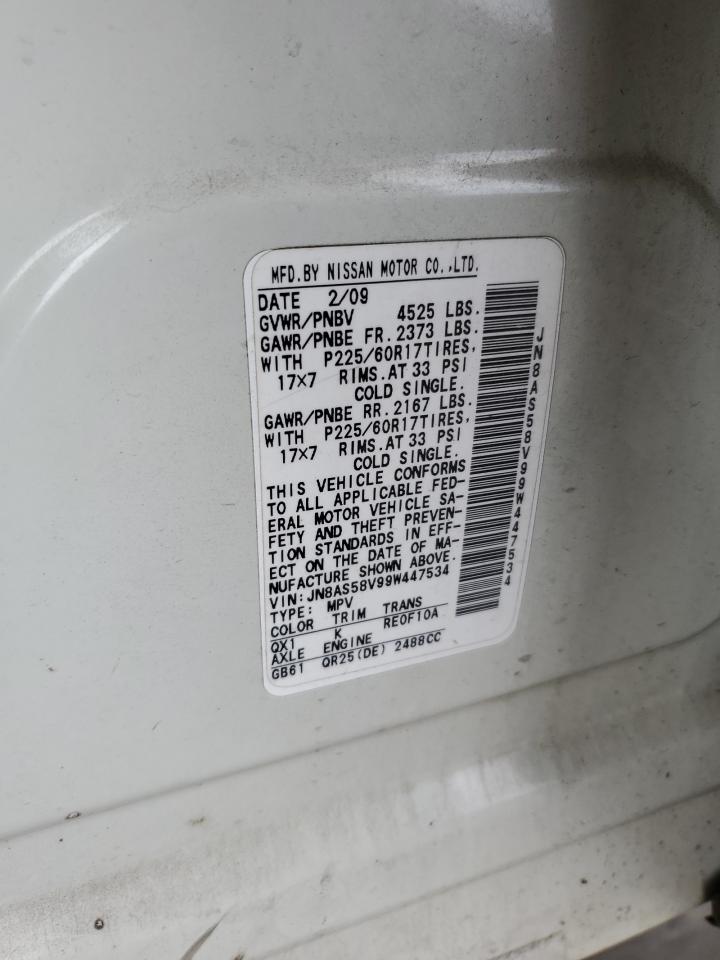 MFD.BY NISSAN MOTOR CO.,LTD.
DATE 2/09
GVWR/PNBV 4525 LBS.
GAWR/PNBE FR.2373 LBS.
WITH P225/60R17TIRES,
17×7 RIMS.AT 33 PSI
COLD SINGLE.
GAWR/PNBE RR.2167 LBS.
WITH P225/60R17TIRES,
17×7 RIMS.AT 33 PSI
COLD SINGLE.
THIS VEHICLE CONFORMS
TO ALL APPLICABLE FED-
ERAL MOTOR VEHICLE SA-
FETY AND THEFT PREVEN-
TION STANDARDS IN EFF-
ECT ON THE DATE OF MA-
NUFACTURE SHOWN ABOVE.
VIN:JN8AS58V99W447534
TYPE: MPV
COLOR TRIM TRANS
QX1 K RE0F10A
AXLE ENGINE
GB61 QR25(DE) 2488CC
JN8AS58V99W447534